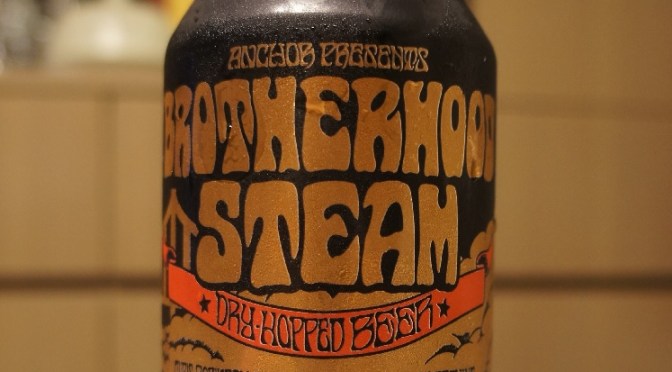 ANCHOR PRESENTS
BROTHERHOOD
STEAM
DRY-HOPPED BEER